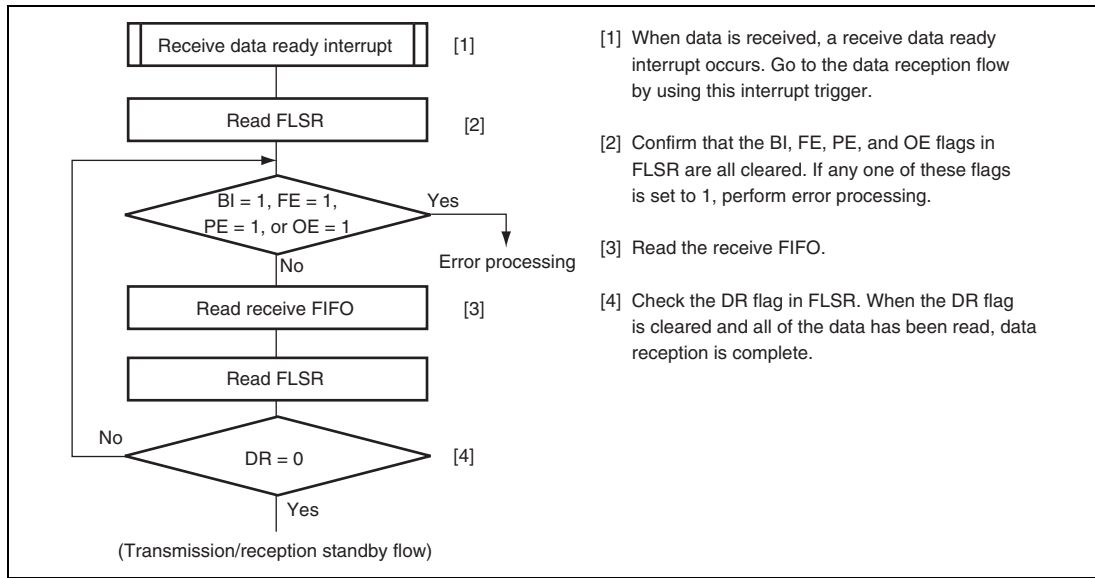 Receive data ready interrupt
[1]
Read FLSR
[2]
BI = 1, FE = 1,
PE = 1, or OE = 1
Yes
Error processing
No
Read receive FIFO
[3]
Read FLSR
No
DR = 0
[4]
Yes
(Transmission/reception standby flow)
[1] When data is received, a receive data ready
interrupt occurs. Go to the data reception flow
by using this interrupt trigger.
[2] Confirm that the BI, FE, PE, and OE flags in
FLSR are all cleared. If any one of these flags
is set to 1, perform error processing.
[3] Read the receive FIFO.
[4] Check the DR flag in FLSR. When the DR flag
is cleared and all of the data has been read, data
reception is complete.